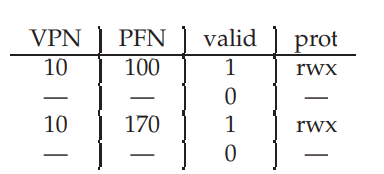 VPN PFN valid prot
10 100 1 rwx
— — 0 —
10 170 1 rwx
— — 0 —